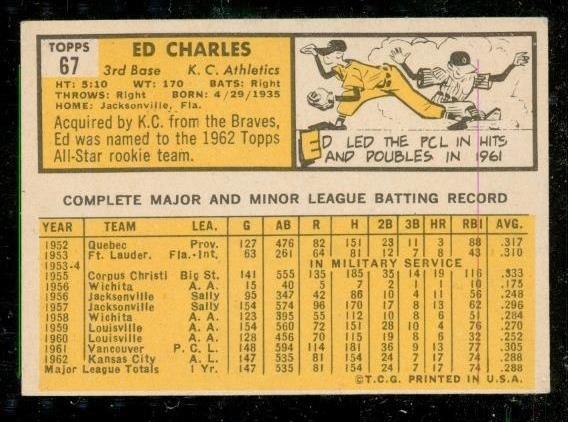 TOPPS
67
ED CHARLES
3rd Base K. C. Athletics
HT: 5:10 WT: 170 BATS: Right
THROWS: Right BORN: 4/29/1935
HOME: Jacksonville, Fla.
Acquired by K.C. from the Braves,
Ed was named to the 1962 Topps
All-Star rookie team.
ED LED THE PCL IN HITS
AND DOUBLES IN 1961
COMPLETE MAJOR AND MINOR LEAGUE BATTING RECORD
YEAR TEAM LEA. G AB R H 2B 3B HR RBI AVG.
1952 Quebec Prov. 127 476 82 151 23 11 3 88 .317
1953 Ft. Lauder. Fla.-Int. 63 261 64 81 12 7 8 43 .310
1953-4 IN MILITARY SERVICE
1955 Corpus Christi Big St. 141 555 135 185 35 14 19 116 .333
1956 Wichita A. A. 15 40 5 7 2 1 1 10 .175
1956 Jacksonville Sally 95 347 42 86 10 4 11 56 .248
1957 Jacksonville Sally 154 574 96 170 17 8 13 62 .296
1958 Wichita A. A. 123 395 55 112 10 8 6 51 .284
1959 Louisville A. A. 154 560 72 151 28 10 4 76 .270
1960 Louisville A. A. 128 456 70 115 19 8 6 32 .252
1961 Vancouver P. C. L. 148 594 114 181 36 9 13 77 .305
1962 Kansas City A. L. 147 535 81 154 24 7 17 74 .288
Major League Totals 1 Yr. 147 535 81 154 24 7 17 74 .288
©T.C.G. PRINTED IN U.S.A.